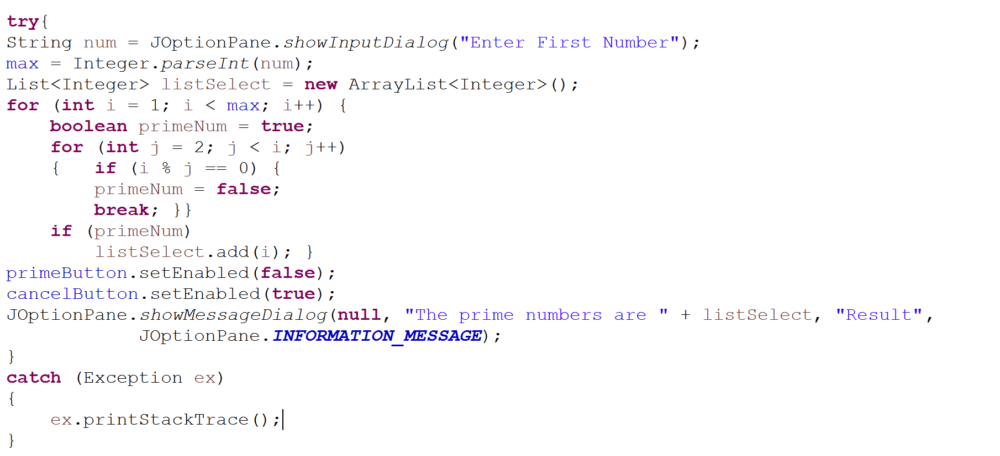 try{
String num = JOptionPane.showInputDialog("Enter First Number");
max = Integer.parseInt(num);
List<Integer> listSelect = new ArrayList<Integer>();
for (int i = 1; i < max; i++) {
    boolean primeNum = true;
    for (int j = 2; j < i; j++)
    {   if (i % j == 0) {
        primeNum = false;
        break; }}
    if (primeNum)
        listSelect.add(i); }
primeButton.setEnabled(false);
cancelButton.setEnabled(true);
JOptionPane.showMessageDialog(null, "The prime numbers are " + listSelect, "Result",
            JOptionPane.INFORMATION_MESSAGE);
}
catch (Exception ex)
{
    ex.printStackTrace();
}